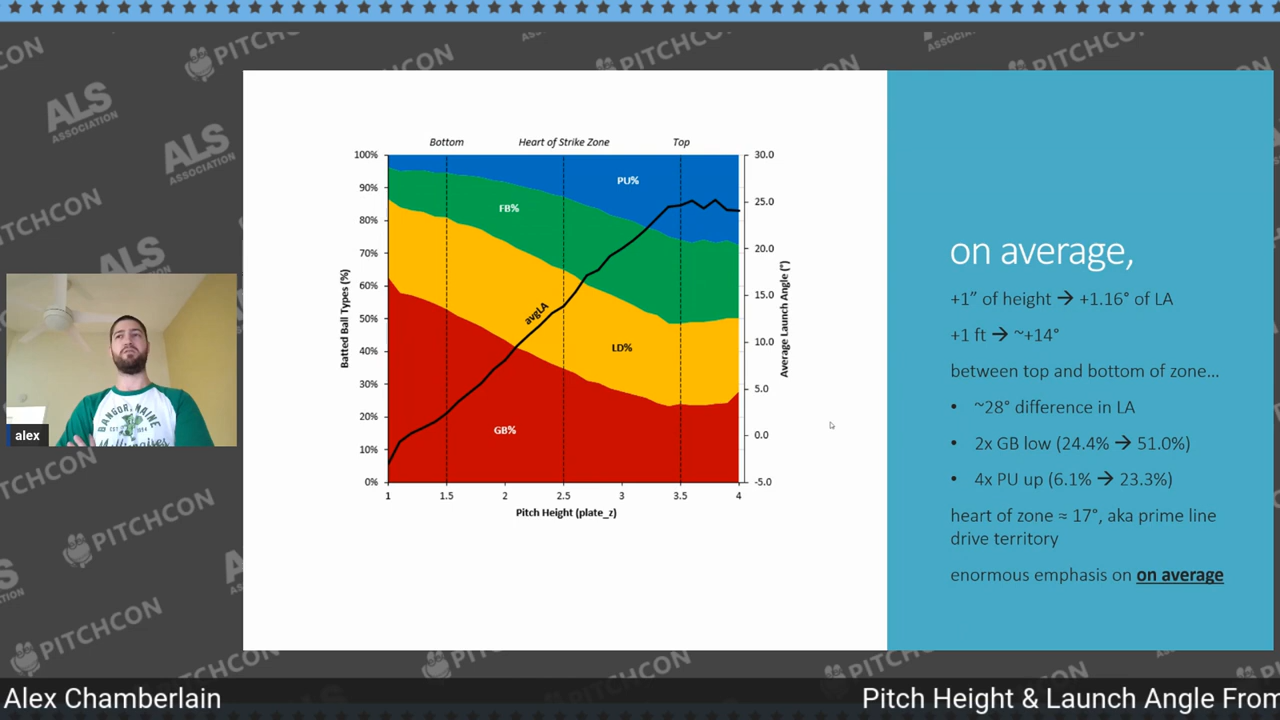 PITCHCON
ALS
ASSOCIATION
Bottom
Heart of Strike Zone
Top
100%
90%
80%
70%
60%
50%
40%
30%
20%
10%
0%
30.0
25.0
20.0
15.0
10.0
5.0
0.0
-5.0
Batted Ball Types (%)
Average Launch Angle (°)
PU%
FB%
avgLA
LD%
GB%
1
1.5
2
2.5
3
3.5
4
Pitch Height (plate_z)
on average,
+1” of height → +1.16° of LA
+1 ft → ~+14°
between top and bottom of zone…
• ~28° difference in LA
• 2x GB low (24.4% → 51.0%)
• 4x PU up (6.1% → 23.3%)
heart of zone ≈ 17°, aka prime line
drive territory
enormous emphasis on on average
BANGOR, MAINE
alex
Alex Chamberlain
Pitch Height & Launch Angle From